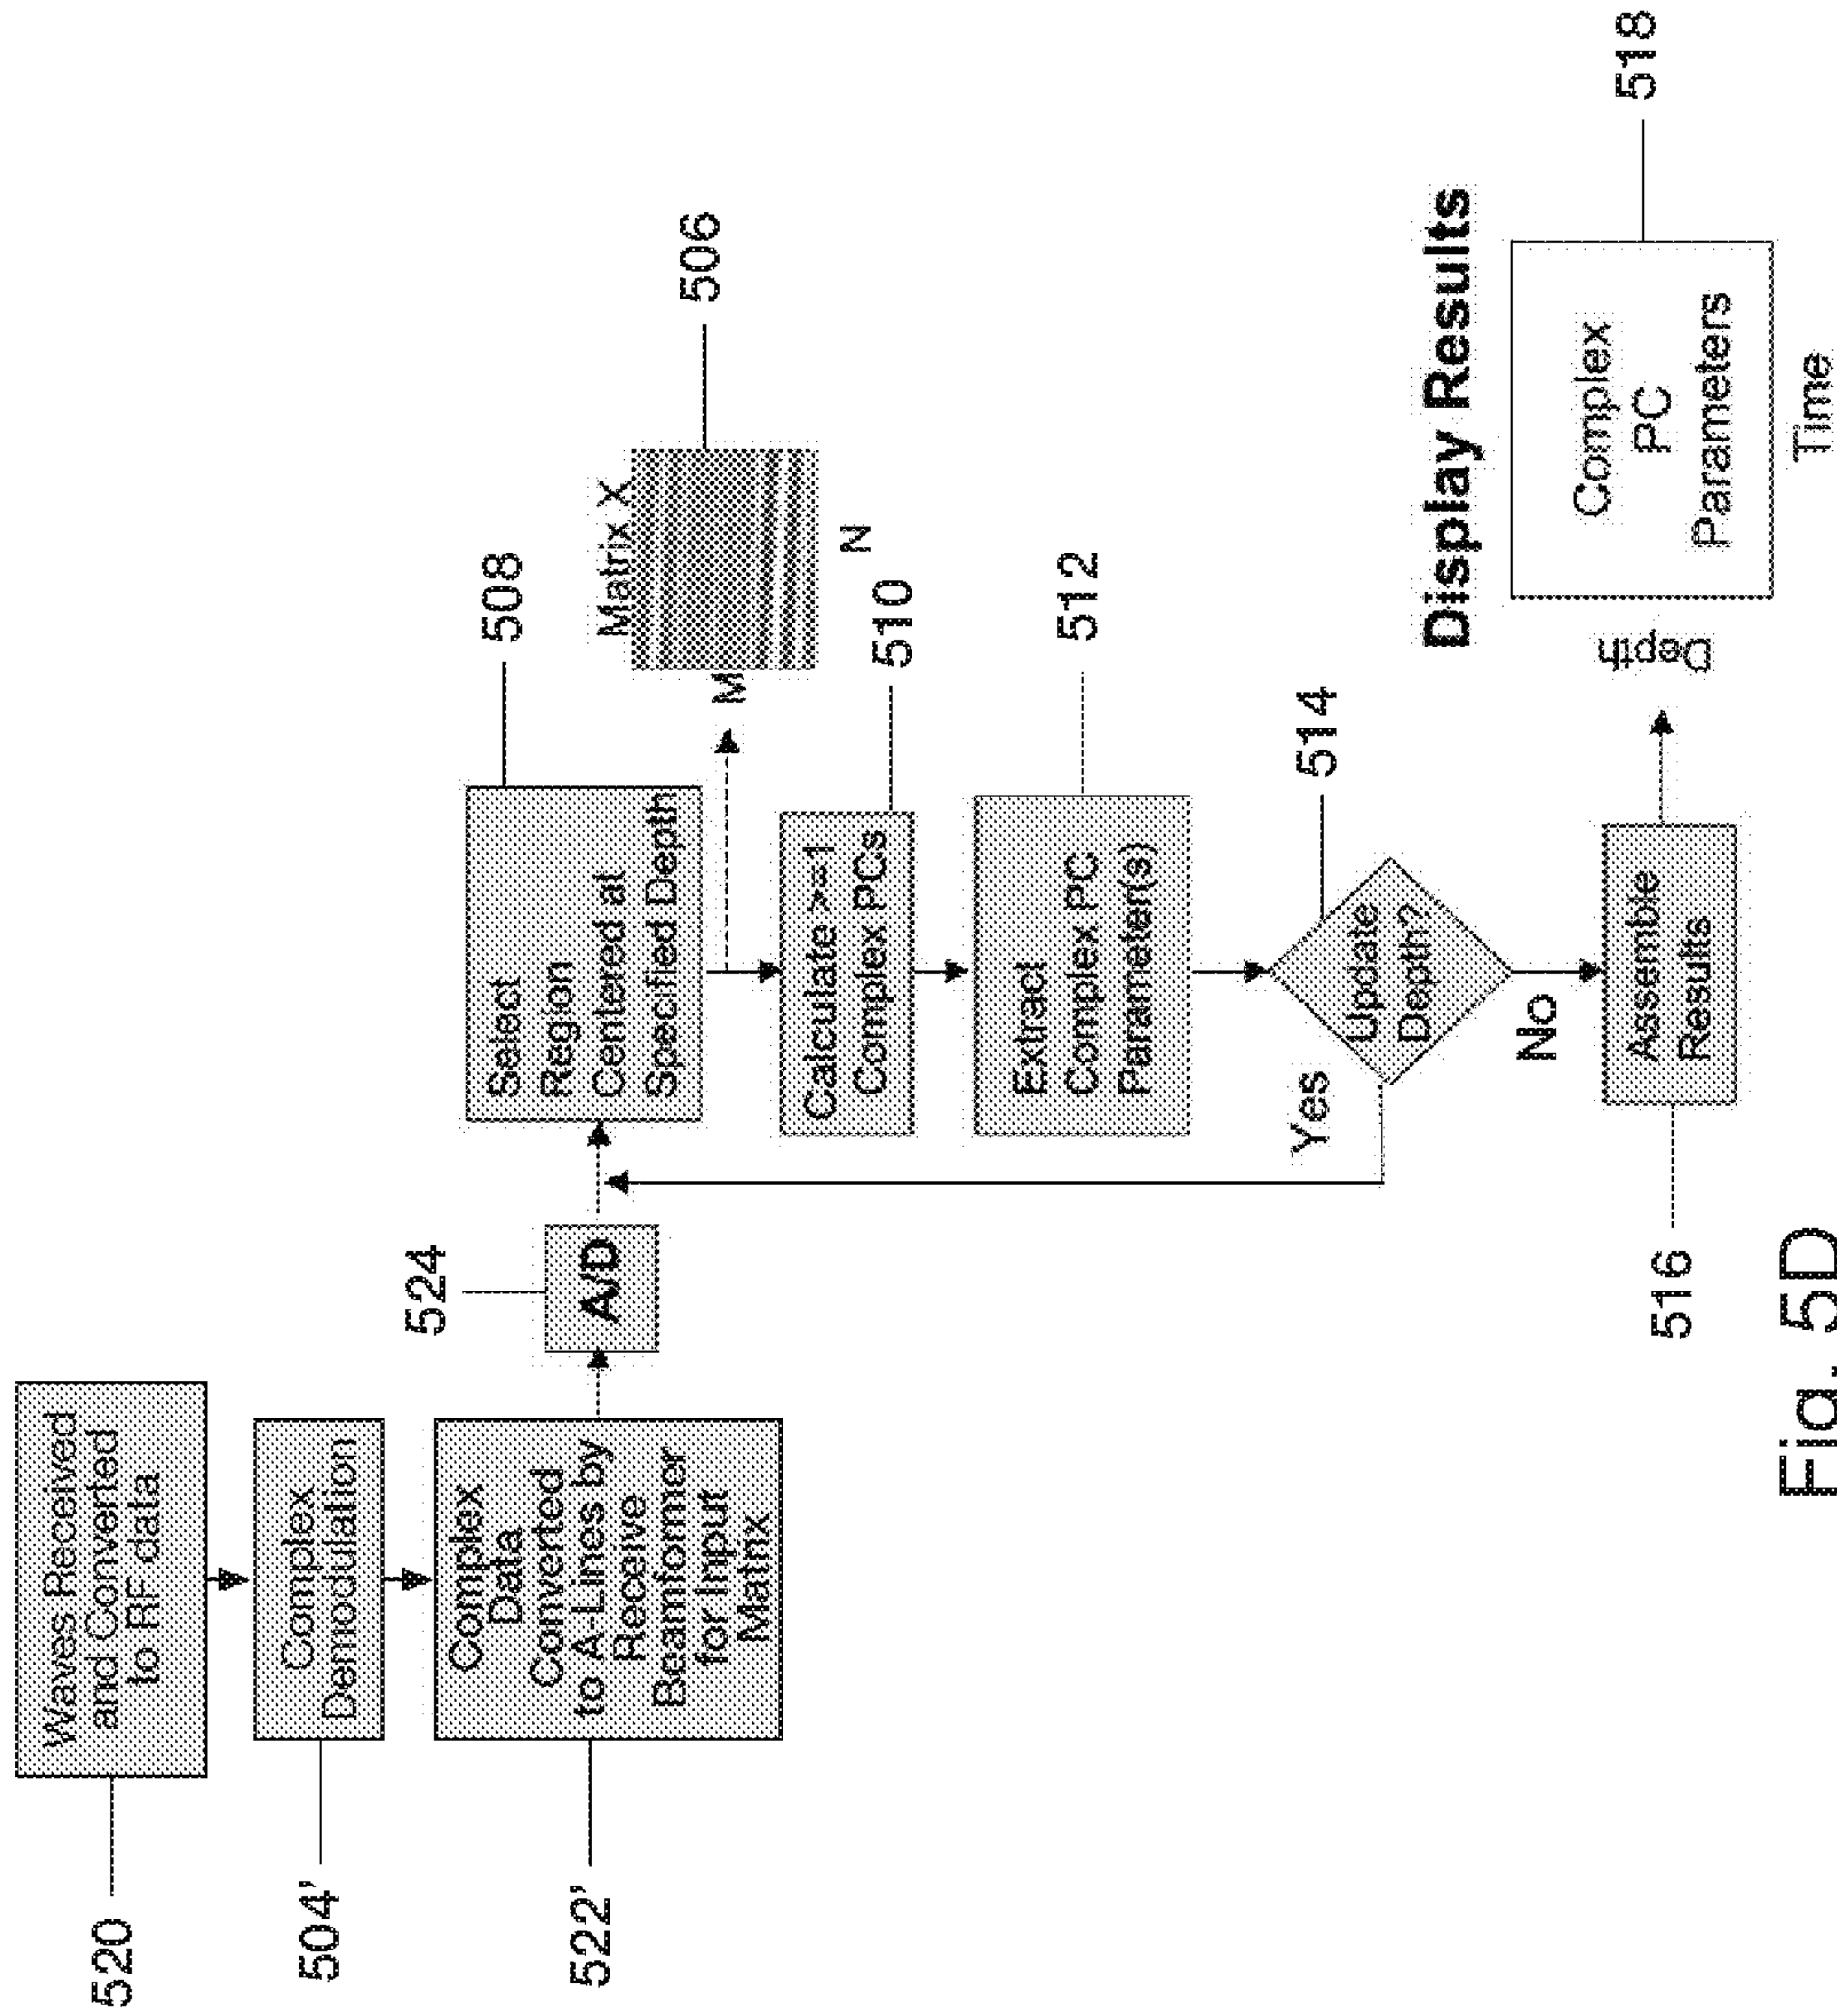 520
Waves Received
and Converted
to RF data
504'
Complex
Demodulation
522'
Complex
Data
Converted
to A-Lines by
Receive
Beamformer
for Input
Matrix
524
A/D
508
Select
Region
Centered at
Specified Depth
Matrix X
506
M
N
510
Calculate >=1
Complex PCs
512
Extract
Complex PC
Parameter(s)
514
Update
Depth?
Yes
No
516
Assemble
Results
Display Results
Depth
Complex
PC
Parameters
518
Time
Fig. 5D